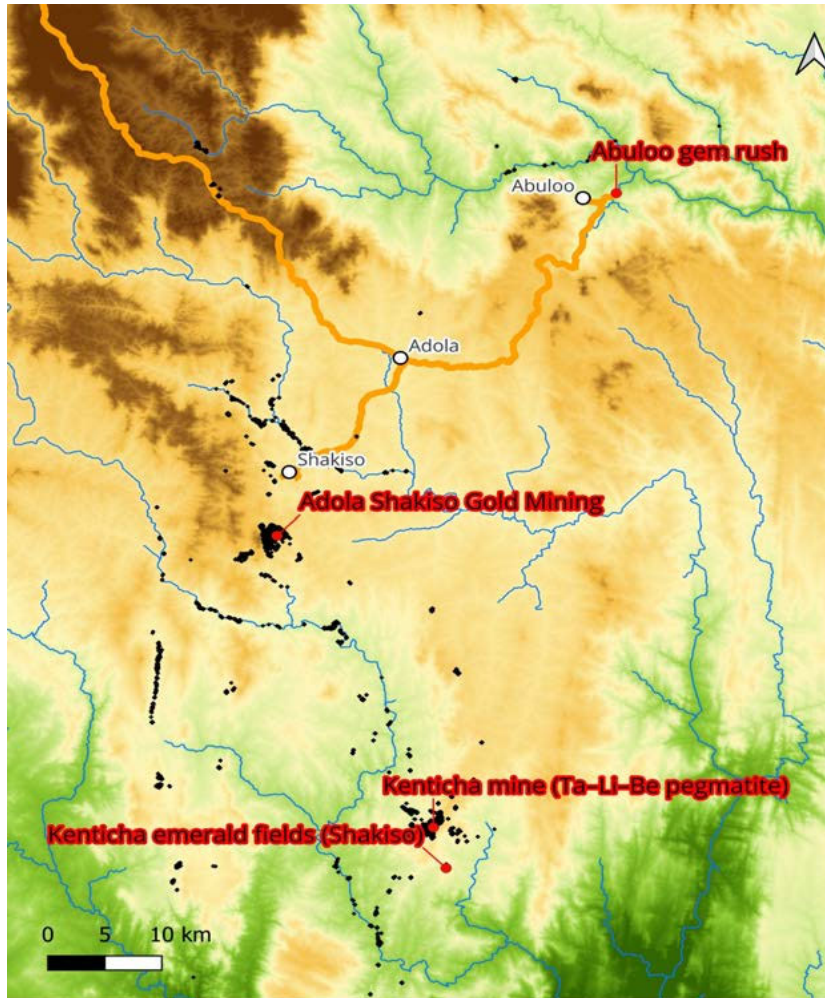 Abuloo gem rush
Abuloo
Adola
Shakiso
Adola Shakiso Gold Mining
Kenticha mine (Ta-Li-Be pegmatite)
Kenticha emerald fields (Shakiso)
0 5 10 km